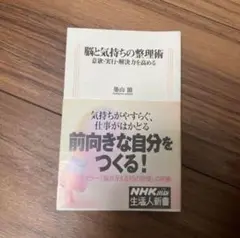 脳と気持ちの整理術
意欲・実行・解決力を高める
築山 節
気持ちがやすらぐ、
仕事がはかどる
前向きな自分を
つくる!
NHK出版
生活人新書